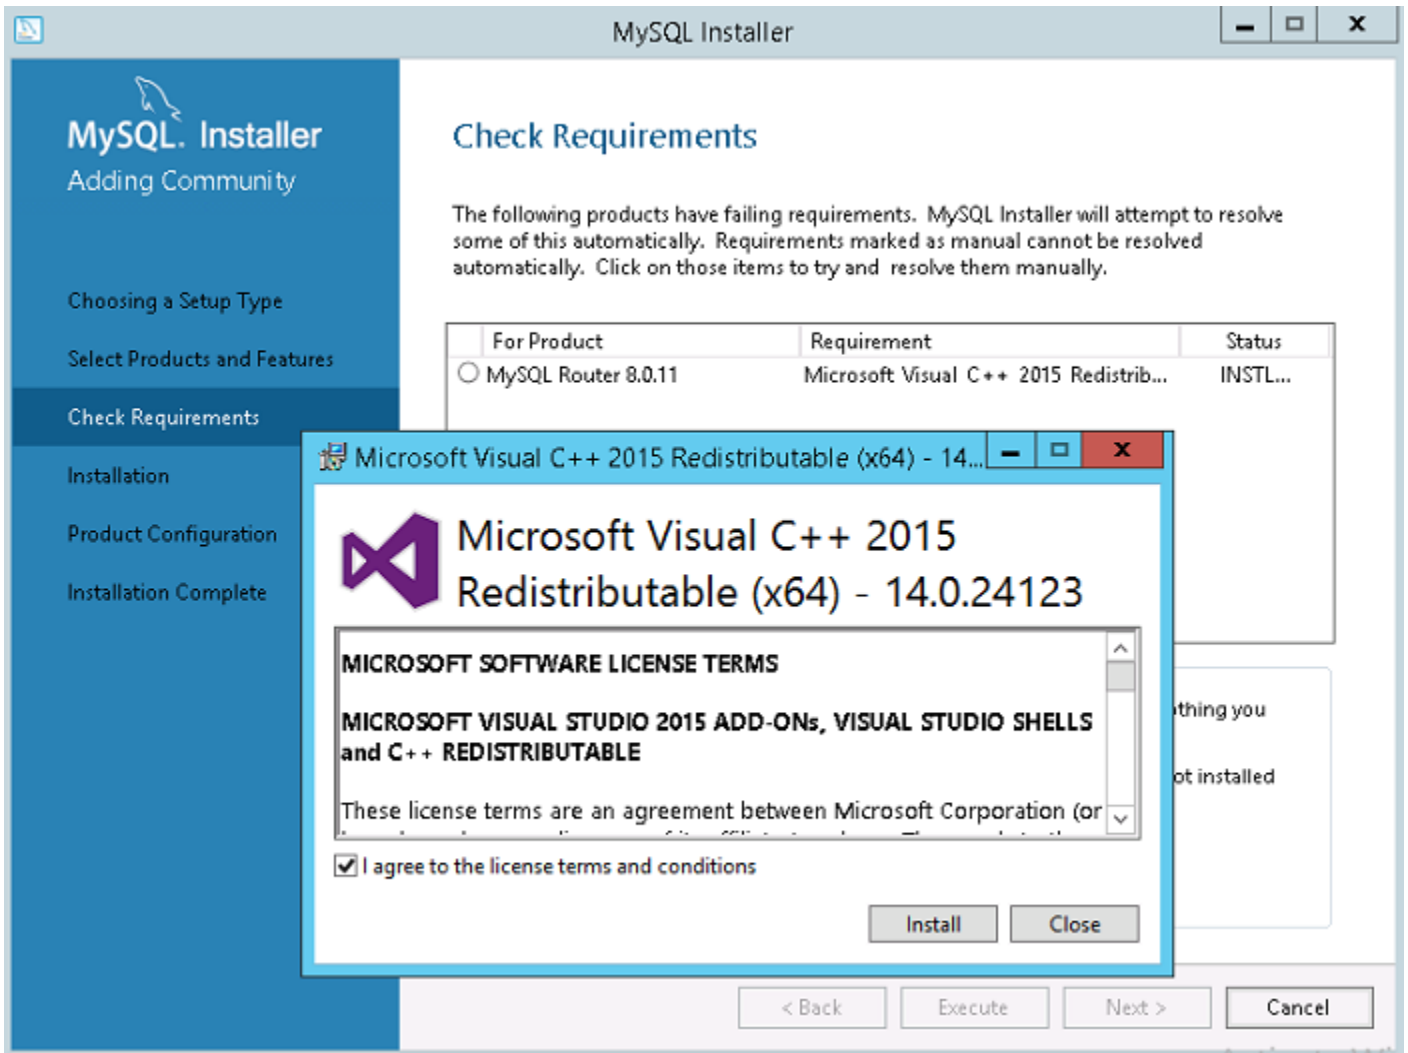 MySQL Installer
MySQL. Installer
Adding Community
Choosing a Setup Type
Select Products and Features
Check Requirements
Installation
Product Configuration
Installation Complete
Check Requirements
The following products have failing requirements. MySQL Installer will attempt to resolve
some of this automatically. Requirements marked as manual cannot be resolved
automatically. Click on those items to try and resolve them manually.
For Product Requirement Status
MySQL Router 8.0.11 Microsoft Visual C++ 2015 Redistrib... INSTL...
Microsoft Visual C++ 2015 Redistributable (x64) - 14...
Microsoft Visual C++ 2015
Redistributable (x64) - 14.0.24123
MICROSOFT SOFTWARE LICENSE TERMS
MICROSOFT VISUAL STUDIO 2015 ADD-ONs, VISUAL STUDIO SHELLS
and C++ REDISTRIBUTABLE
These license terms are an agreement between Microsoft Corporation (or
I agree to the license terms and conditions
Install Close
thing you
ot installed
< Back Execute Next > Cancel